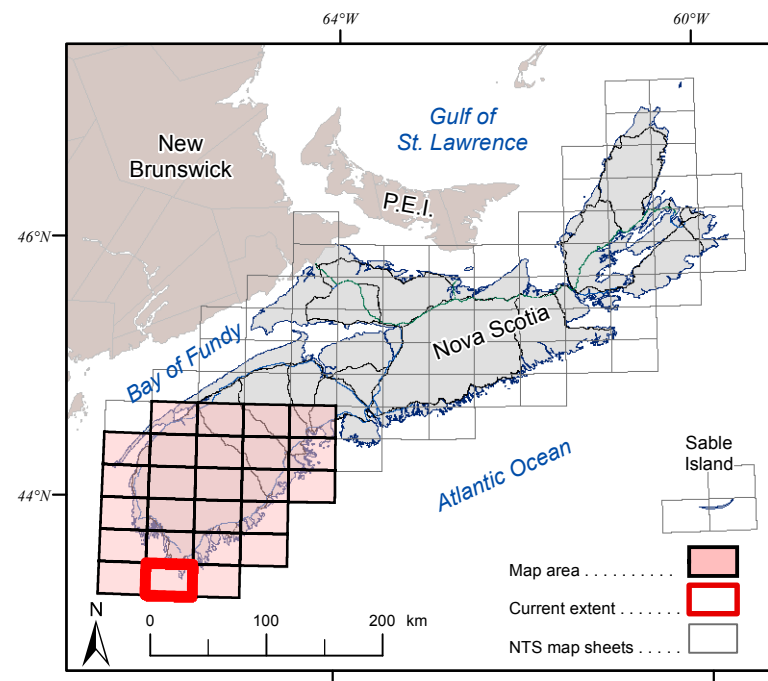 64°W
60°W
Gulf of
St. Lawrence
New
Brunswick
P.E.I.
46°N
Nova Scotia
Bay of Fundy
Sable
Island
Atlantic Ocean
44°N
Map area . . . . . . . . . .
Current extent . . . . . . .
NTS map sheets . . . . .
N
0 100 200 km